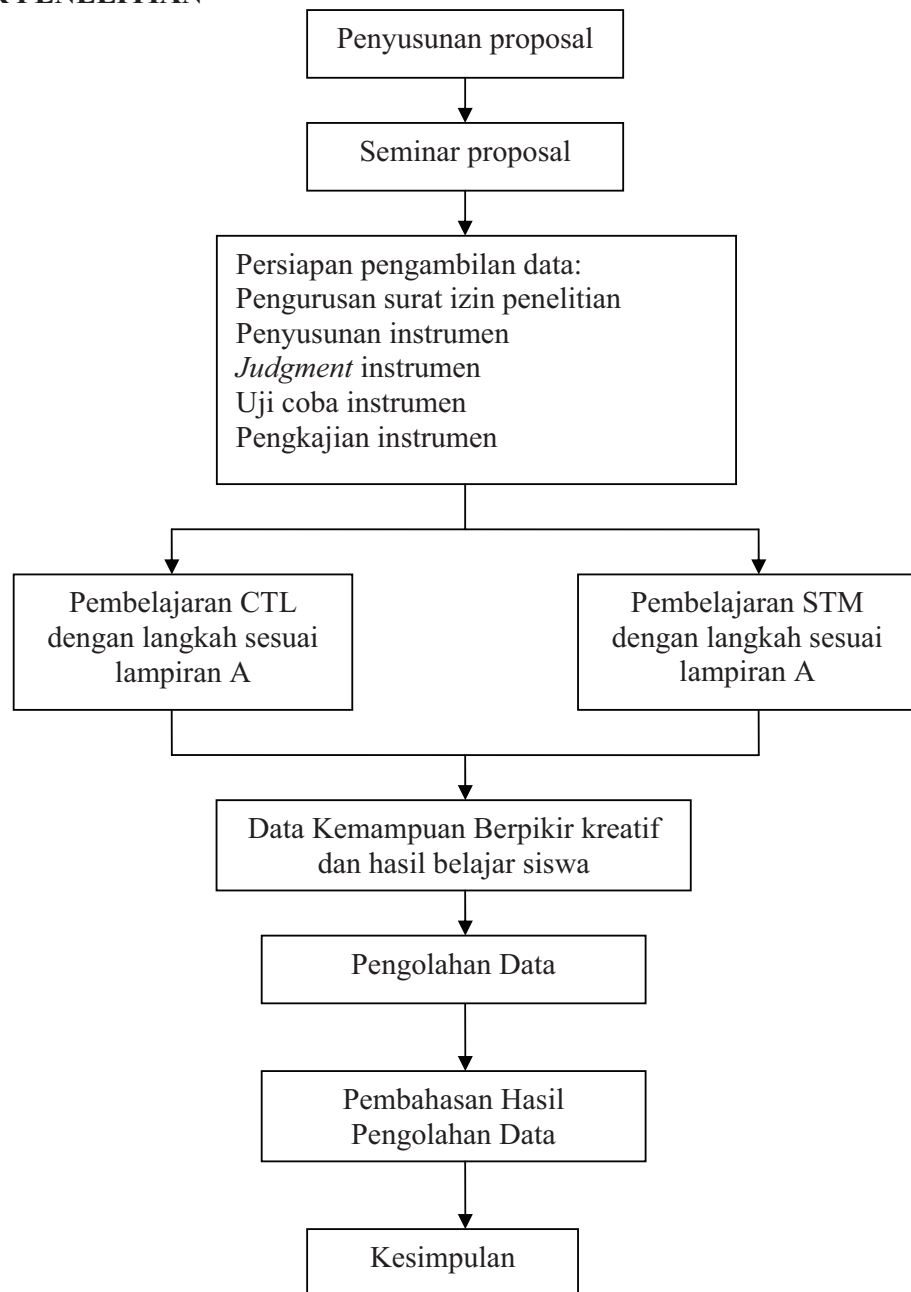 PENELITIAN
Penyusunan proposal
Seminar proposal
Persiapan pengambilan data:
Pengurusan surat izin penelitian
Penyusunan instrumen
Judgment instrumen
Uji coba instrumen
Pengkajian instrumen
Pembelajaran CTL
dengan langkah sesuai
lampiran A
Pembelajaran STM
dengan langkah sesuai
lampiran A
Data Kemampuan Berpikir kreatif
dan hasil belajar siswa
Pengolahan Data
Pembahasan Hasil
Pengolahan Data
Kesimpulan